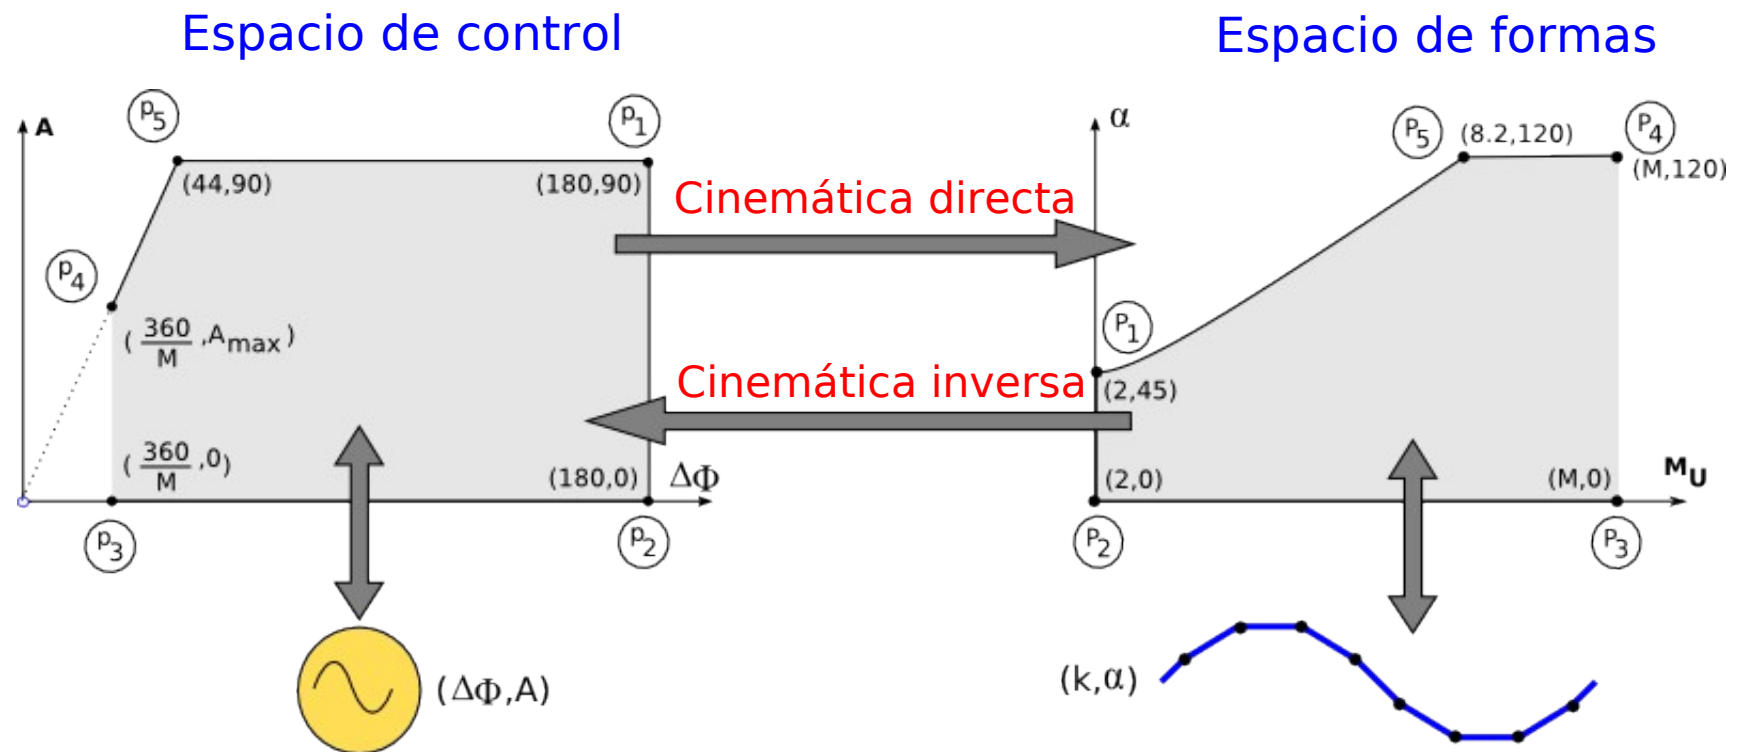 Espacio de control
Espacio de formas
A
p5
p1
(44,90)
(180,90)
p4
( 360/M ,Amax )
( 360/M ,0)
(180,0)
ΔΦ
p3
p2
(ΔΦ,A)
Cinemática directa
Cinemática inversa
α
P5
(8.2,120)
P4
(M,120)
P1
(2,45)
(2,0)
(M,0)
MU
P2
P3
(k,α)